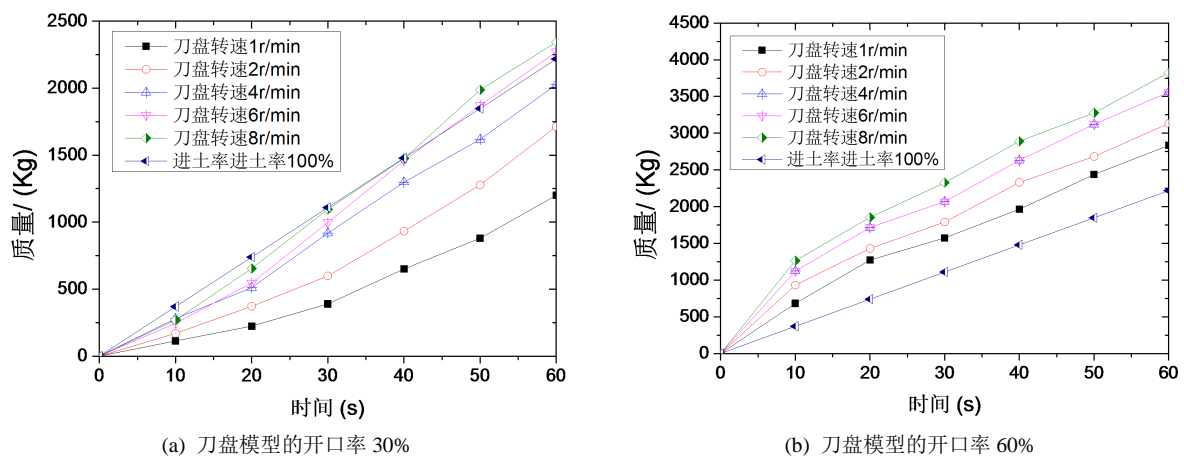 2500
2000
1500
1000
500
0
质量/ (Kg)
刀盘转速1r/min
刀盘转速2r/min
刀盘转速4r/min
刀盘转速6r/min
刀盘转速8r/min
进土率进土率100%
0 10 20 30 40 50 60
时间 (s)
(a) 刀盘模型的开口率 30%
4500
4000
3500
3000
2500
2000
1500
1000
500
0
质量/ (Kg)
刀盘转速1r/min
刀盘转速2r/min
刀盘转速4r/min
刀盘转速6r/min
刀盘转速8r/min
进土率进土率100%
0 10 20 30 40 50 60
时间 (s)
(b) 刀盘模型的开口率 60%